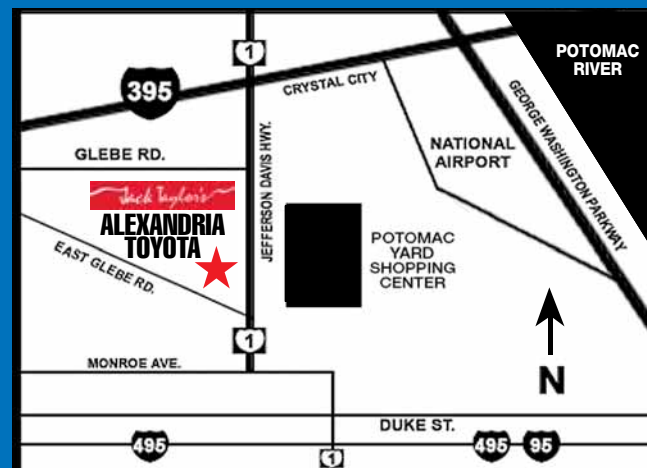 1
POTOMAC
RIVER
395
CRYSTAL CITY
GEORGE WASHINGTON PARKWAY
GLEBE RD.
JEFFERSON DAVIS HWY.
NATIONAL
AIRPORT
Jack Taylor's
ALEXANDRIA
TOYOTA
EAST GLEBE RD.
POTOMAC
YARD
SHOPPING
CENTER
1
MONROE AVE.
N
DUKE ST.
495
1
495
95